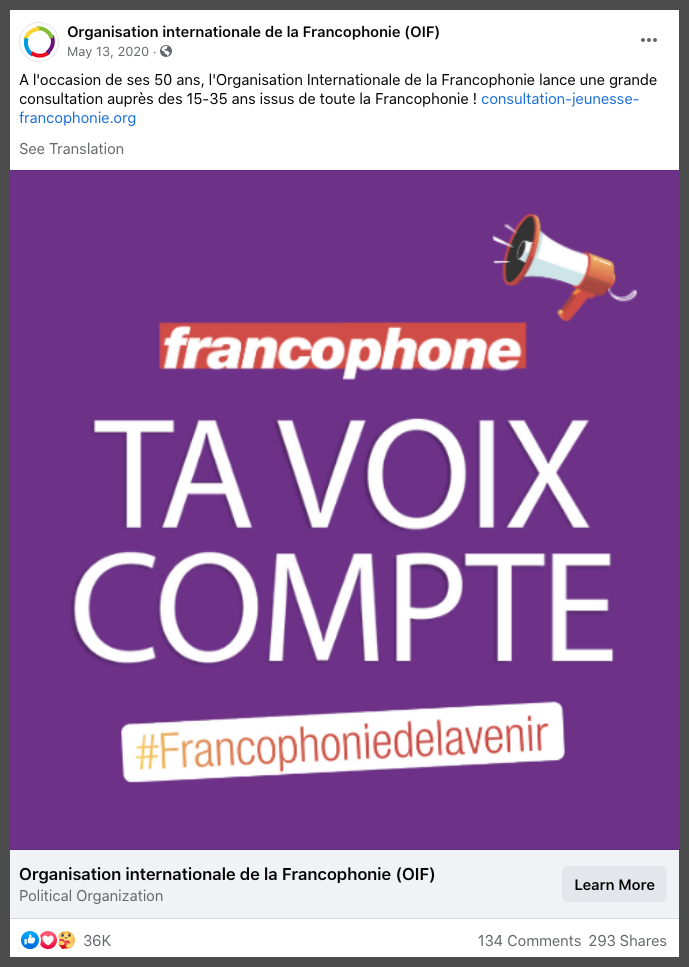 Organisation internationale de la Francophonie (OIF)
May 13, 2020 ·
A l'occasion de ses 50 ans, l'Organisation Internationale de la Francophonie lance une grande
consultation auprès des 15-35 ans issus de toute la Francophonie ! consultation-jeunesse-
francophonie.org
See Translation
francophone
TA VOIX
COMPTE
#Francophoniedelavenir
Organisation internationale de la Francophonie (OIF)
Political Organization
Learn More
36K
134 Comments 293 Shares